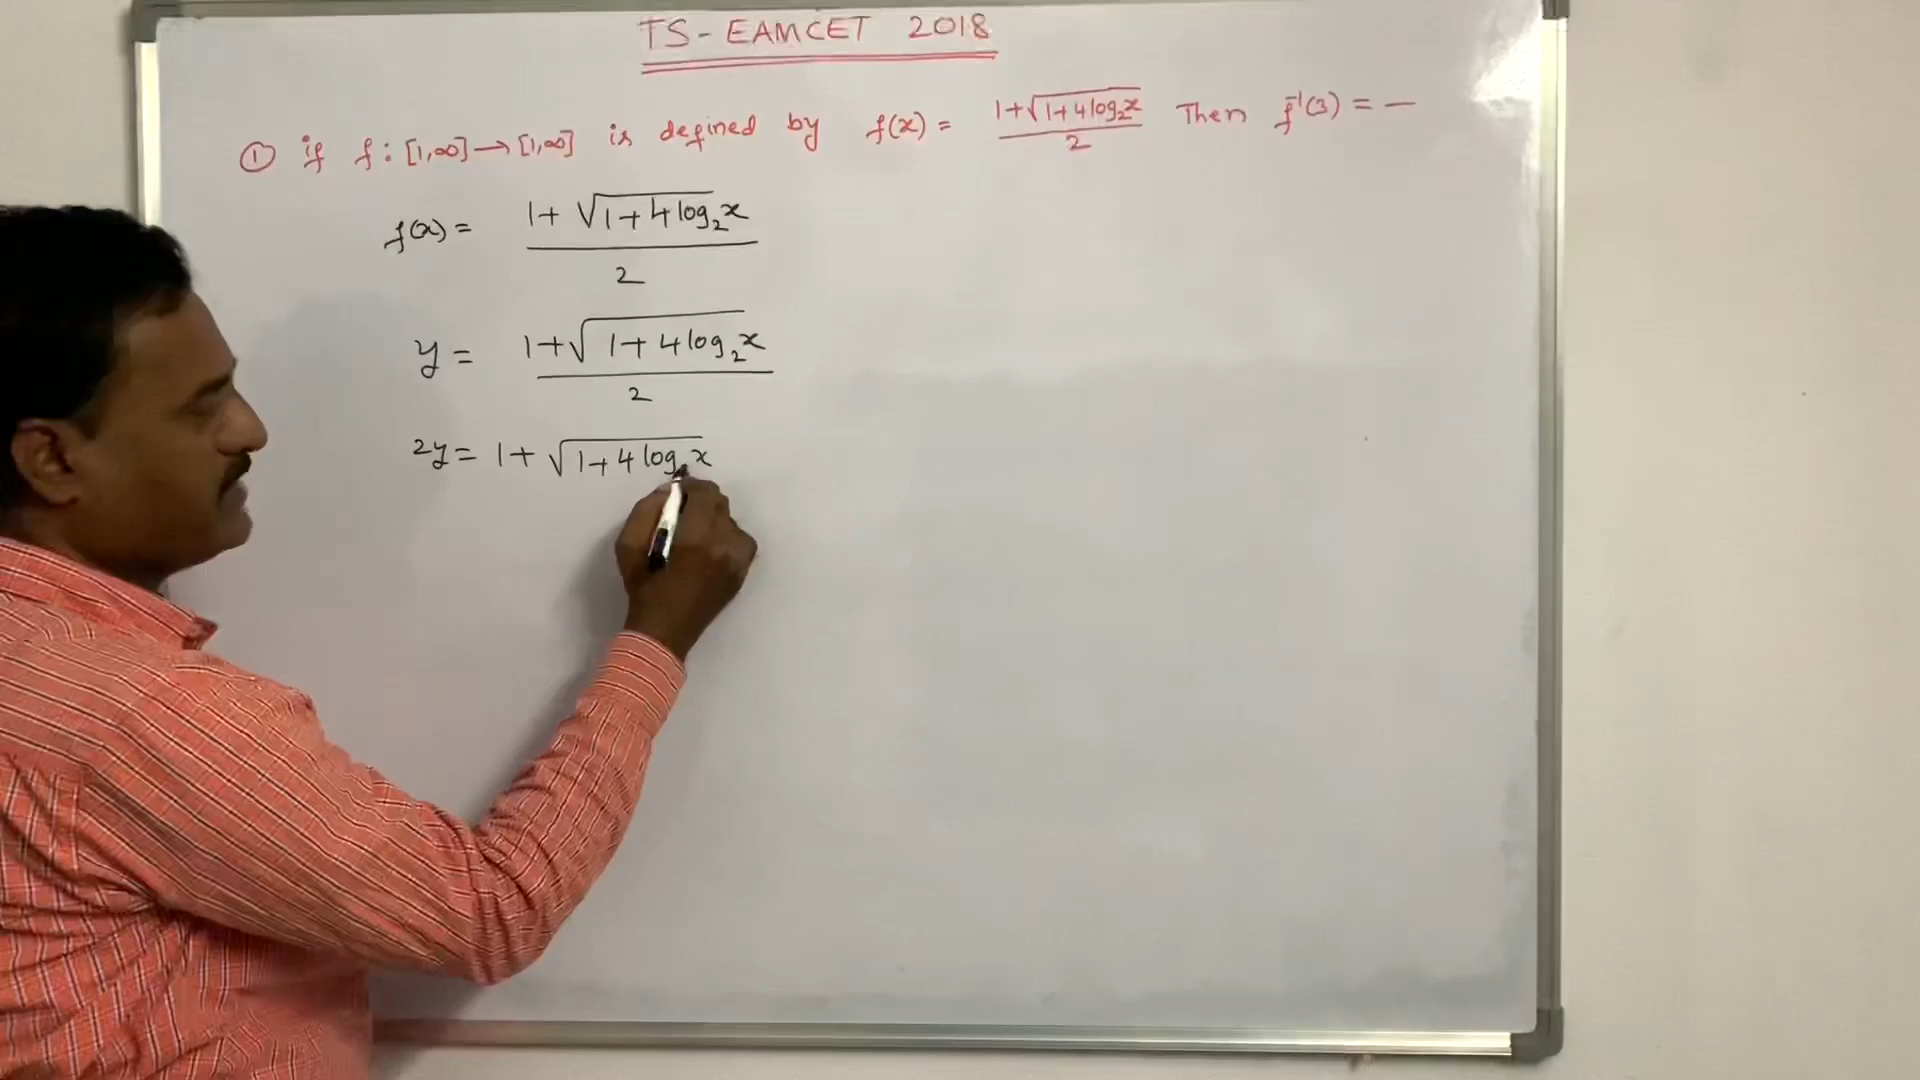 TS - EAMCET 2018
① if f : [1,∞] → [1,∞] is defined by f(x) = (1+√(1+4log₂x))/2 Then f⁻¹(3) = —
f(x) = (1+√(1+4log₂x))/2
y = (1+√(1+4log₂x))/2
2y = 1+√(1+4log₂x)